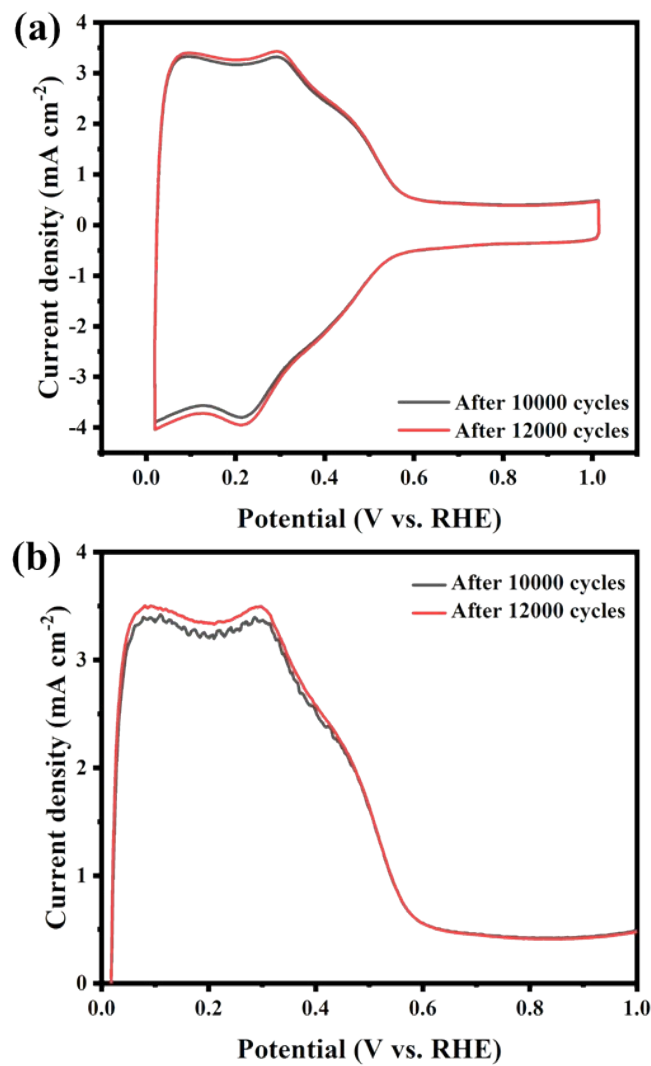 (a)
4
3
2
1
0
-1
-2
-3
-4
Current density (mA cm⁻²)
After 10000 cycles
After 12000 cycles
0.0 0.2 0.4 0.6 0.8 1.0
Potential (V vs. RHE)
(b)
4
3
2
1
0
Current density (mA cm⁻²)
After 10000 cycles
After 12000 cycles
0.0 0.2 0.4 0.6 0.8 1.0
Potential (V vs. RHE)